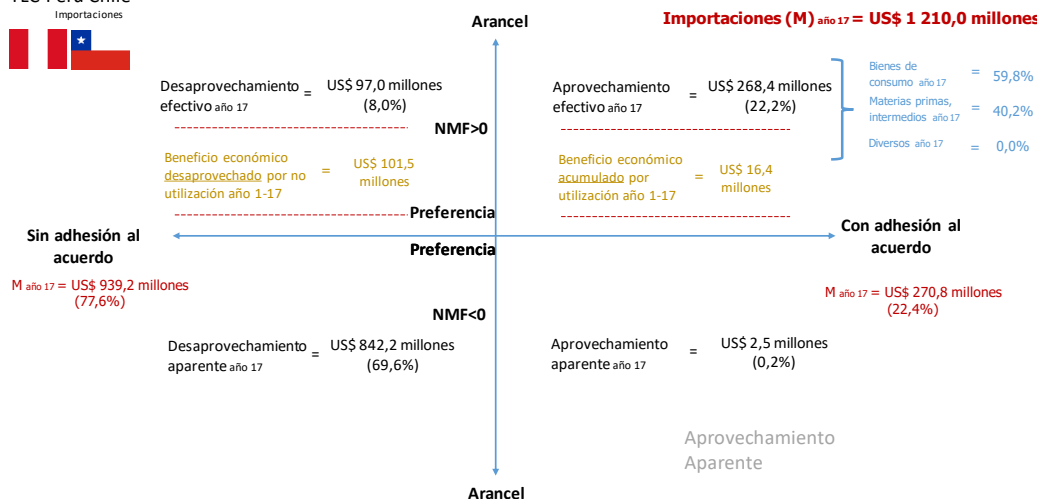 TLC Perú Chile
Importaciones
Arancel
Importaciones (M) año 17 = US$ 1 210,0 millones
Desaprovechamiento
efectivo año 17
=
US$ 97,0 millones
(8,0%)
NMF>0
Aprovechamiento
efectivo año 17
=
US$ 268,4 millones
(22,2%)
Bienes de
consumo año 17
= 59,8%
Materias primas,
intermedios año17
= 40,2%
Diversos año 17
= 0,0%
Beneficio económico
desaprovechado por no
utilización año 1-17
=
US$ 101,5
millones
Beneficio económico
acumulado por
utilización año 1-17
=
US$ 16,4
millones
Preferencia
Preferencia
Sin adhesión al
acuerdo
M año 17 = US$ 939,2 millones
(77,6%)
Con adhesión al
acuerdo
M año 17 = US$ 270,8 millones
(22,4%)
NMF<0
Desaprovechamiento
aparente año 17
=
US$ 842,2 millones
(69,6%)
Aprovechamiento
aparente año 17
=
US$ 2,5 millones
(0,2%)
Aprovechamiento
Aparente
Arancel